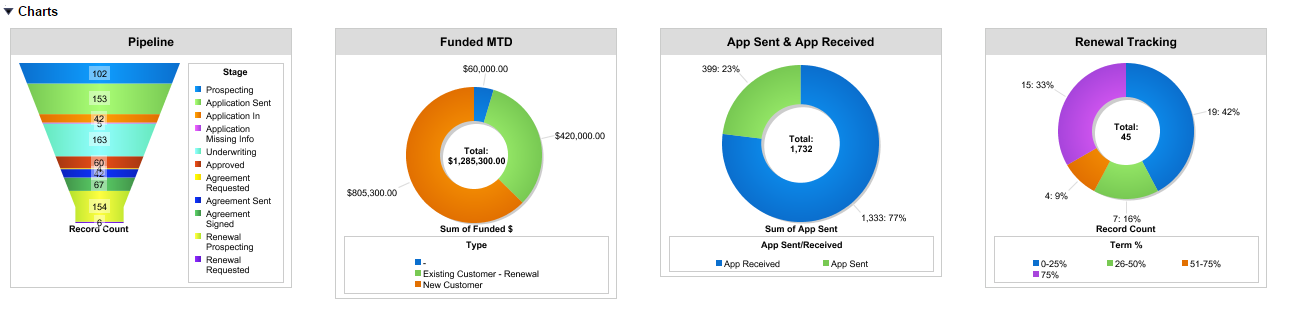 Charts
Pipeline
102
153
42
5
163
60
4
42
67
154
6
Record Count
Stage
Prospecting
Application Sent
Application In
Application
Missing Info
Underwriting
Approved
Agreement
Requested
Agreement Sent
Agreement
Signed
Renewal
Prospecting
Renewal
Requested
Funded MTD
$60,000.00
$420,000.00
$805,300.00
Total:
$1,285,300.00
Sum of Funded $
Type
-
Existing Customer - Renewal
New Customer
App Sent & App Received
399: 23%
1,333: 77%
Total:
1,732
Sum of App Sent
App Sent/Received
App Received
App Sent
Renewal Tracking
15: 33%
19: 42%
4: 9%
7: 16%
Total:
45
Record Count
Term %
0-25%
26-50%
51-75%
75%